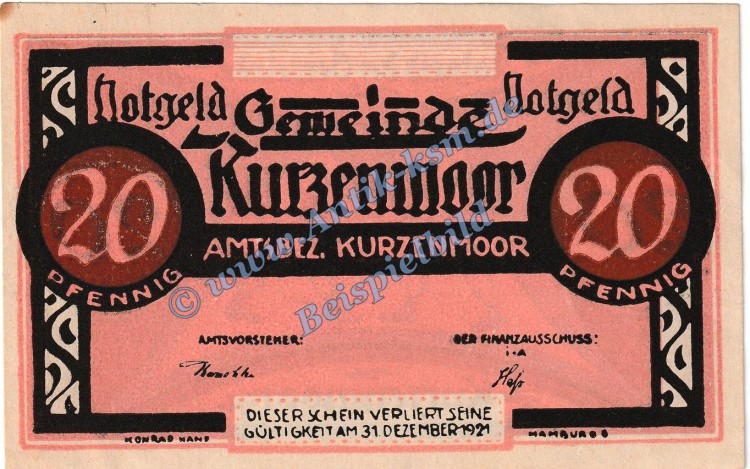 Notgeld Gemeinde Notgeld
Kurzenmoor
AMTSBEZ. KURZENMOOR
20 PFENNIG
20 PFENNIG
AMTSVORSTEHER:
DER FINANZAUSSCHUSS:
i.A
DIESER SCHEIN VERLIERT SEINE
GÜLTIGKEIT AM 31. DEZEMBER 1921
KONRAD HANF
HAMBURG 8
© www.Antik-ksm.de
Beispielbild